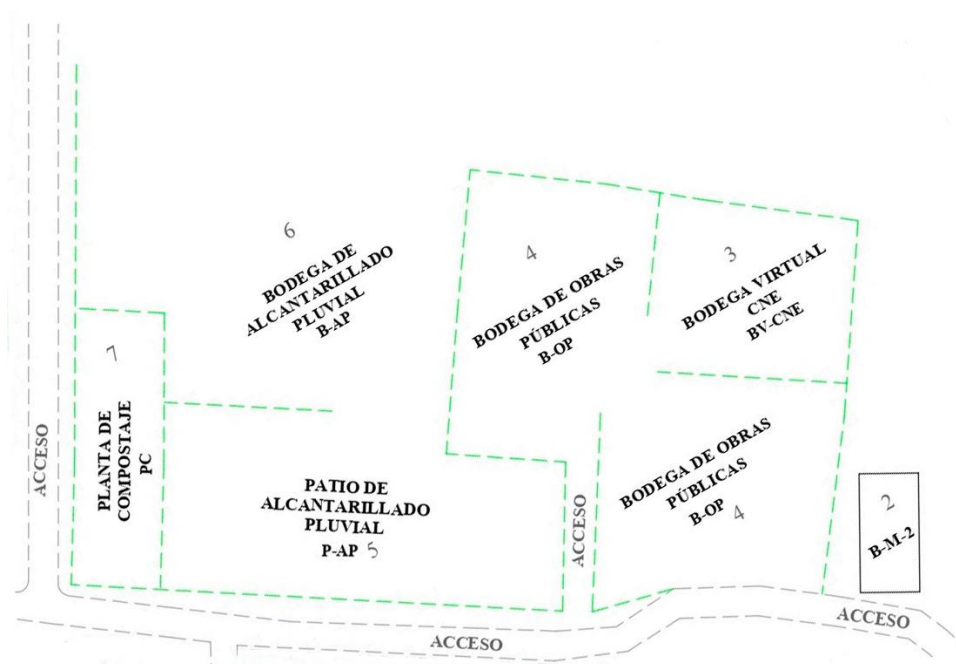 6
BODEGA DE
ALCANTARILLADO
PLUVIAL
B-AP
4
BODEGA DE OBRAS
PÚBLICAS
B-OP
3
BODEGA VIRTUAL
CNE
BV-CNE
7
PLANTA DE
COMPOSTAJE
PC
ACCESO
PATIO DE
ALCANTARILLADO
PLUVIAL
P-AP 5
ACCESO
BODEGA DE OBRAS
PÚBLICAS
B-OP 4
2
B-M-2
ACCESO
ACCESO